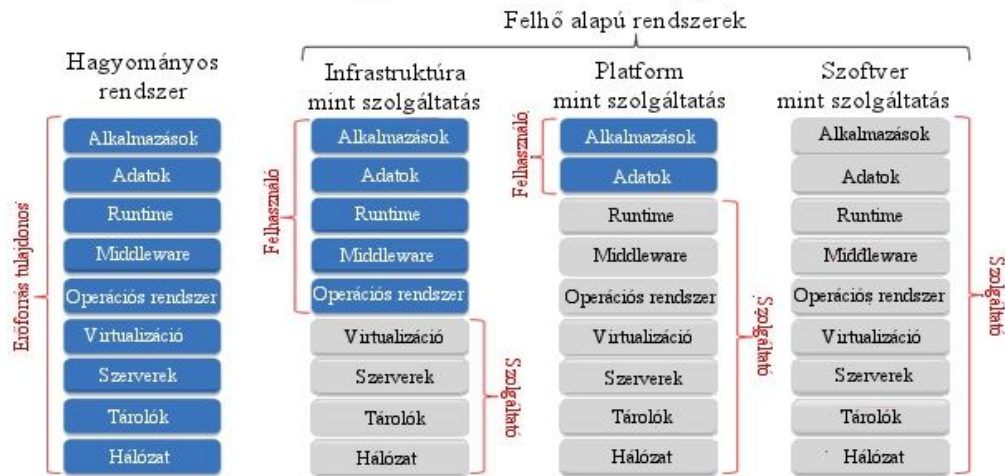 Felhő alapú rendszerek
Hagyományos
rendszer
Erőforrás tulajdonos
Alkalmazások
Adatok
Runtime
Middleware
Operációs rendszer
Virtualizáció
Szerverek
Tárolók
Hálózat
Infrastruktúra
mint szolgáltatás
Felhasználó
Alkalmazások
Adatok
Runtime
Middleware
Operációs rendszer
Virtualizáció
Szerverek
Tárolók
Hálózat
Szolgáltató
Platform
mint szolgáltatás
Felhasználó
Alkalmazások
Adatok
Runtime
Middleware
Operációs rendszer
Virtualizáció
Szerverek
Tárolók
Hálózat
Szolgáltató
Szoftver
mint szolgáltatás
Alkalmazások
Adatok
Runtime
Middleware
Operációs rendszer
Virtualizáció
Szerverek
Tárolók
Hálózat
Szolgáltató